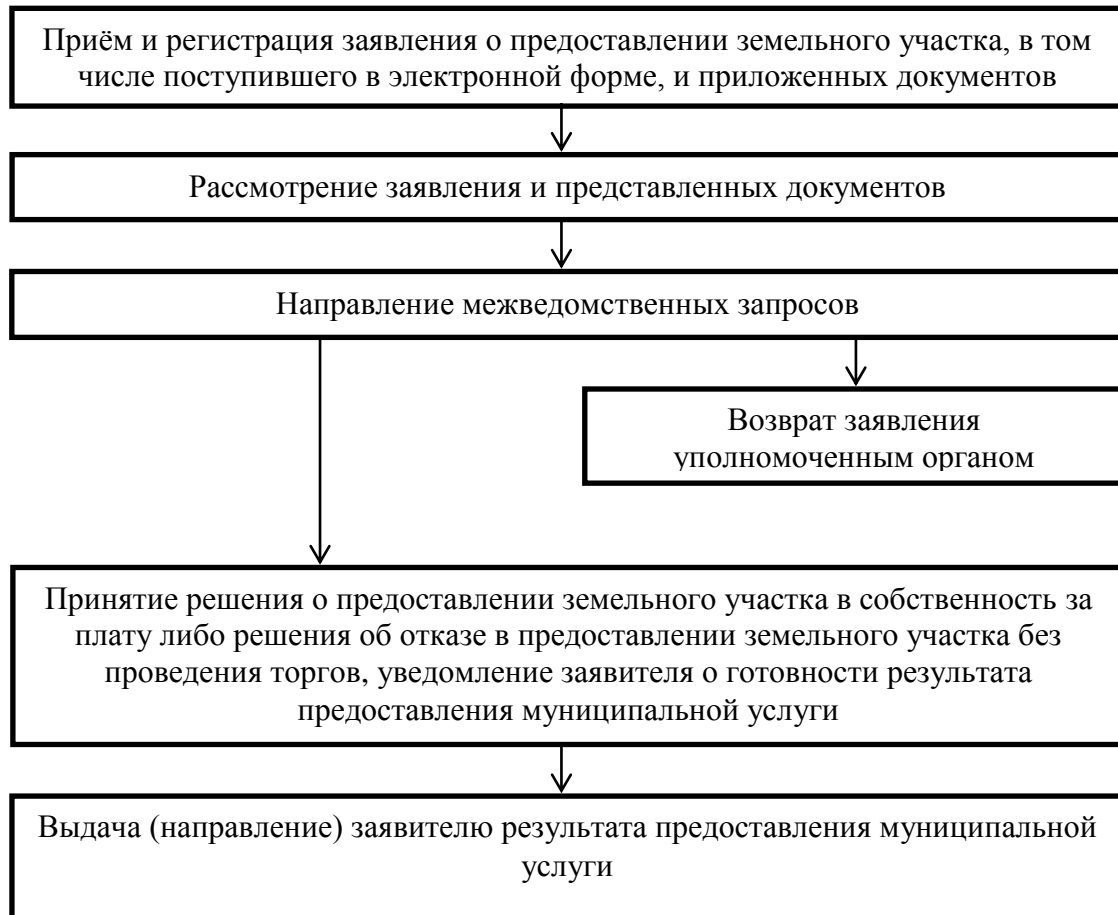 Приём и регистрация заявления о предоставлении земельного участка, в том
числе поступившего в электронной форме, и приложенных документов
Рассмотрение заявления и представленных документов
Направление межведомственных запросов
Возврат заявления
уполномоченным органом
Принятие решения о предоставлении земельного участка в собственность за
плату либо решения об отказе в предоставлении земельного участка без
проведения торгов, уведомление заявителя о готовности результата
предоставления муниципальной услуги
Выдача (направление) заявителю результата предоставления муниципальной
услуги